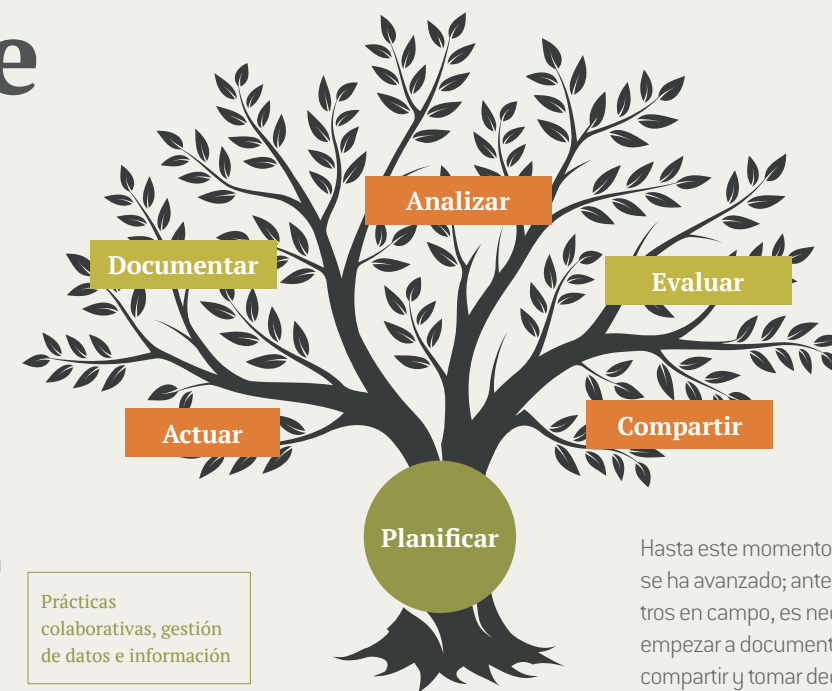 e
Analizar
Documentar
Evaluar
Actuar
Compartir
Planificar
Prácticas
colaborativas, gestión
de datos e información
Hasta este momento
se ha avanzado; ante
tros en campo, es ne
empezar a document
compartir y tomar de